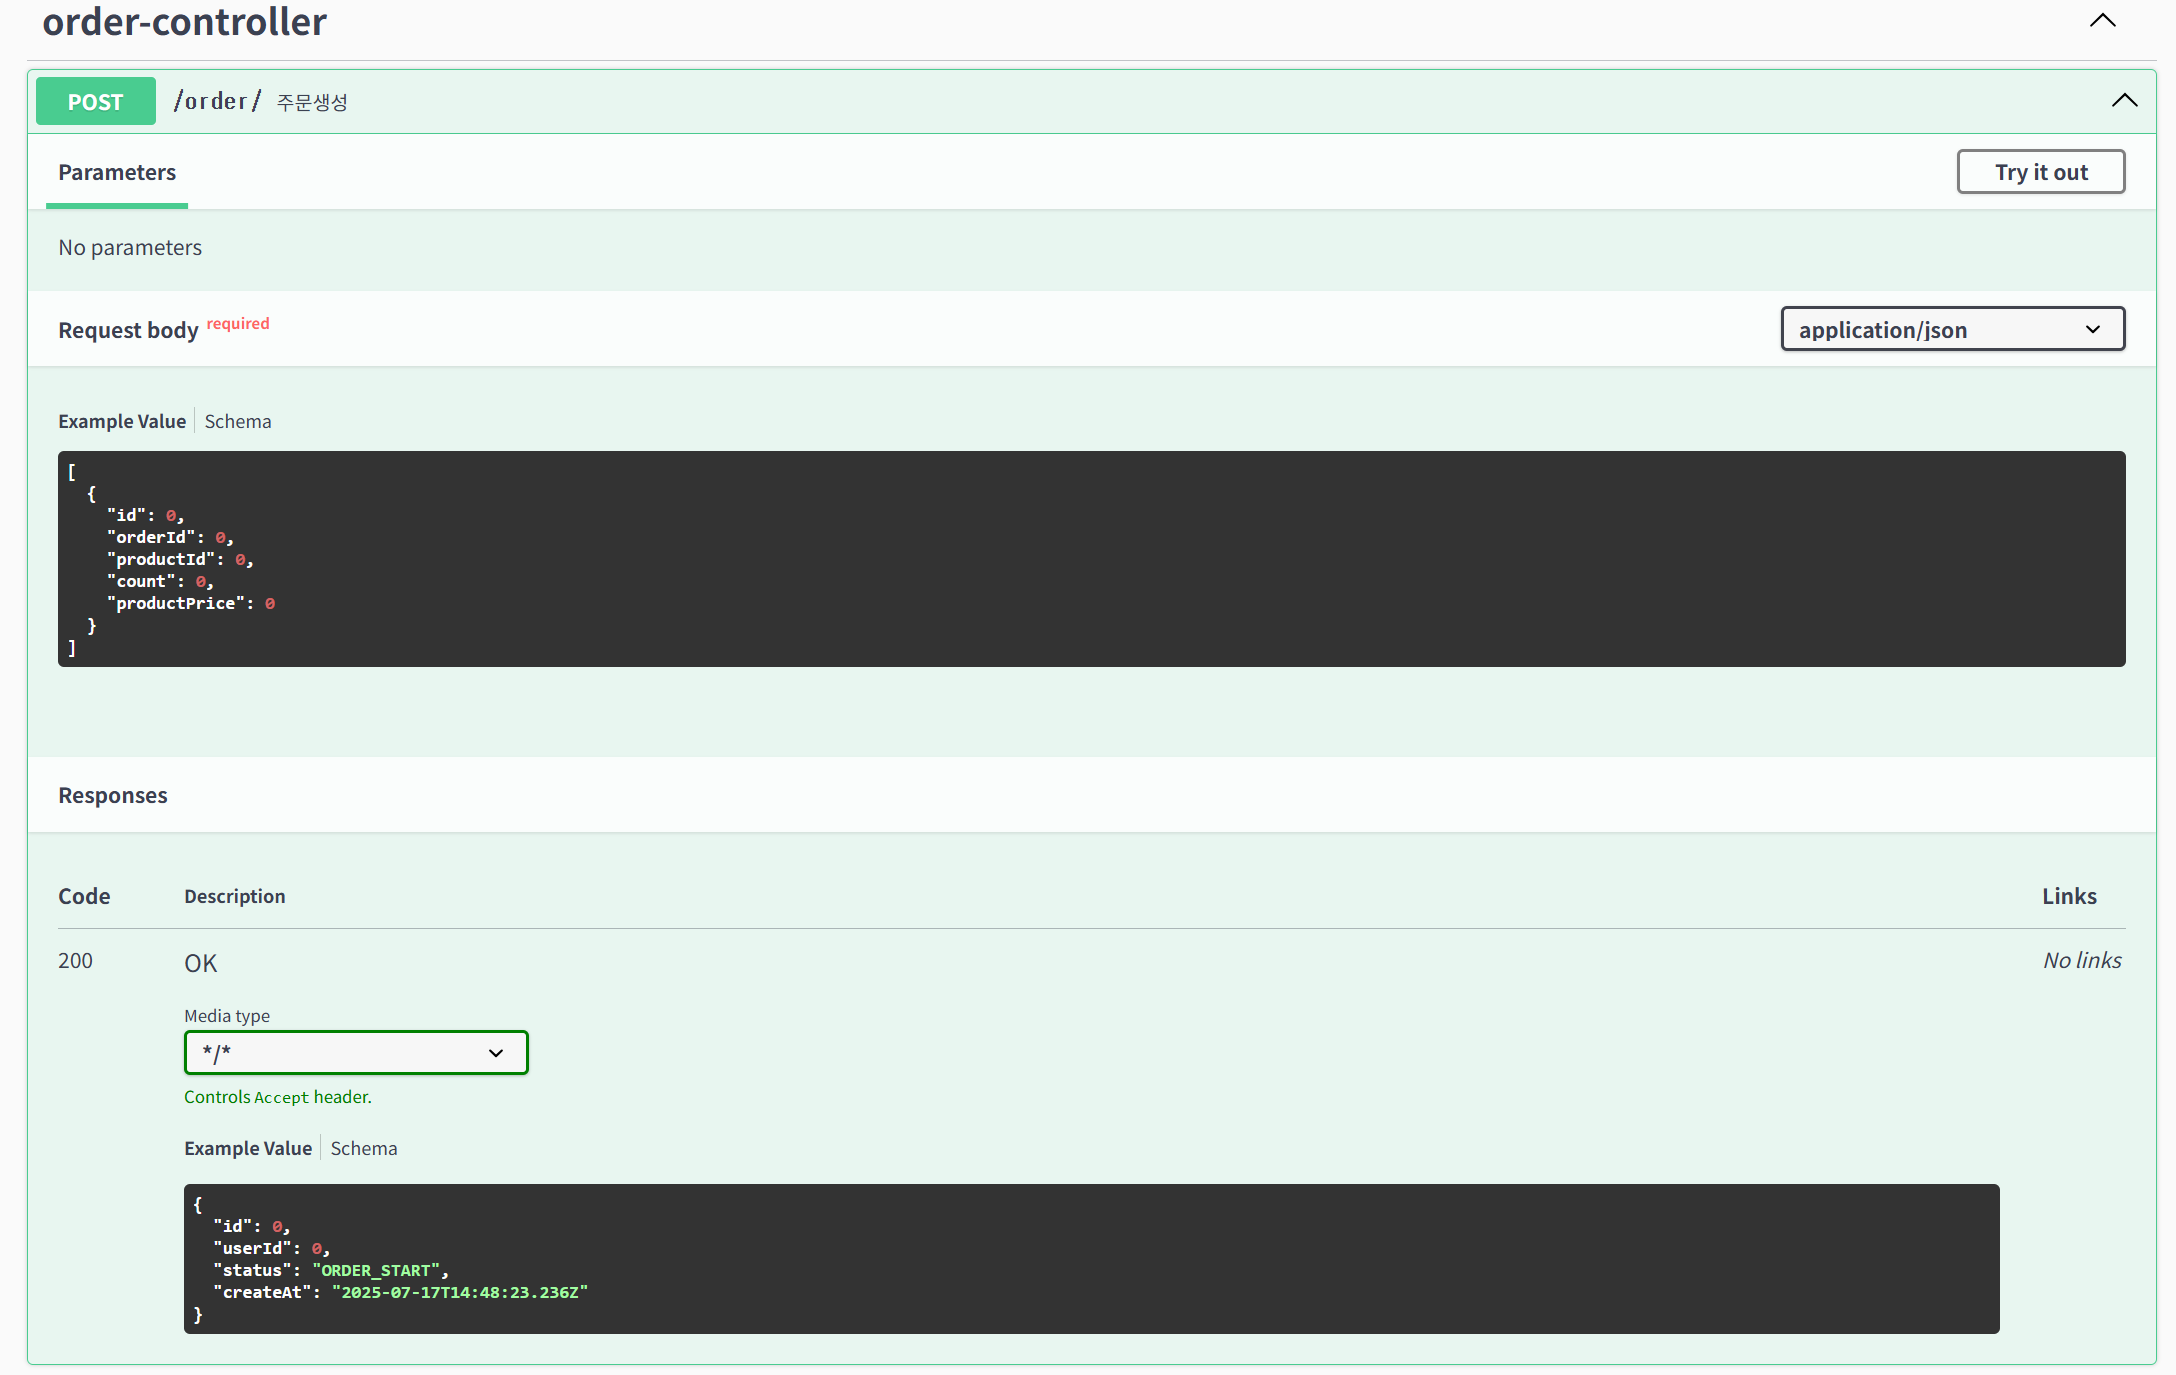 order-controller
POST /order/ 주문생성
Parameters
Try it out
No parameters
Request body required
application/json
Example Value Schema
[
  {
    "id": 0,
    "orderId": 0,
    "productId": 0,
    "count": 0,
    "productPrice": 0
  }
]
Responses
Code Description Links
200 OK No links
Media type
*/*
Controls Accept header.
Example Value Schema
{
  "id": 0,
  "userId": 0,
  "status": "ORDER_START",
  "createAt": "2025-07-17T14:48:23.236Z"
}